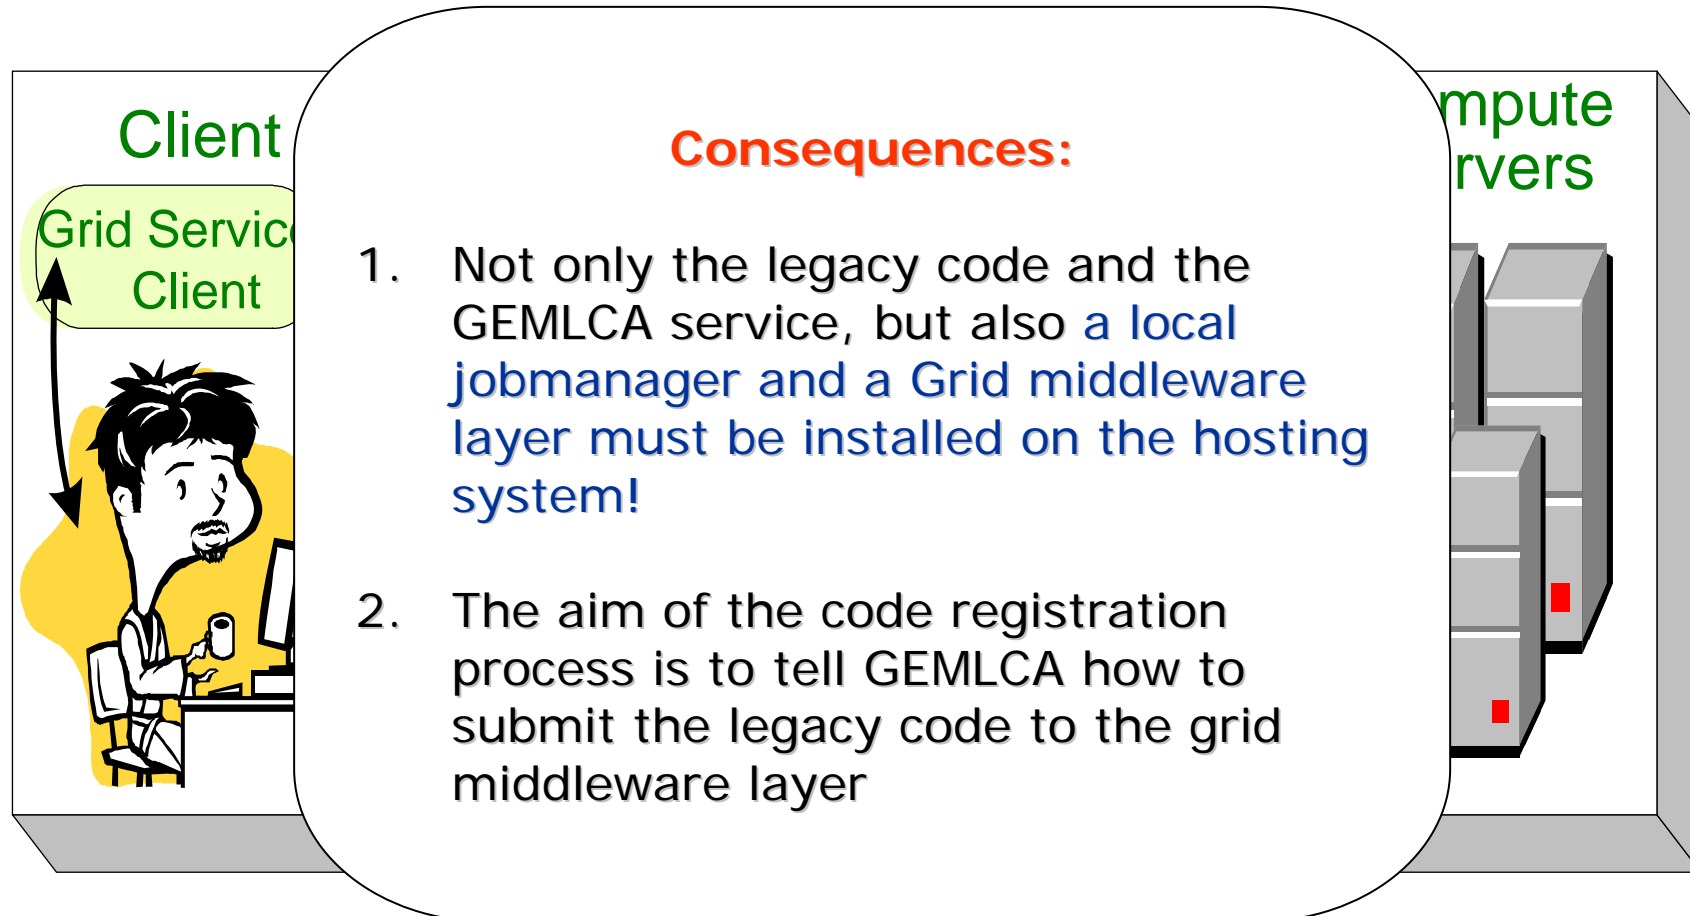 Client
Grid Servic
Client
Consequences:
1. Not only the legacy code and the
GEMLCA service, but also a local
jobmanager and a Grid middleware
layer must be installed on the hosting
system!
2. The aim of the code registration
process is to tell GEMLCA how to
submit the legacy code to the grid
middleware layer
mpute
rvers